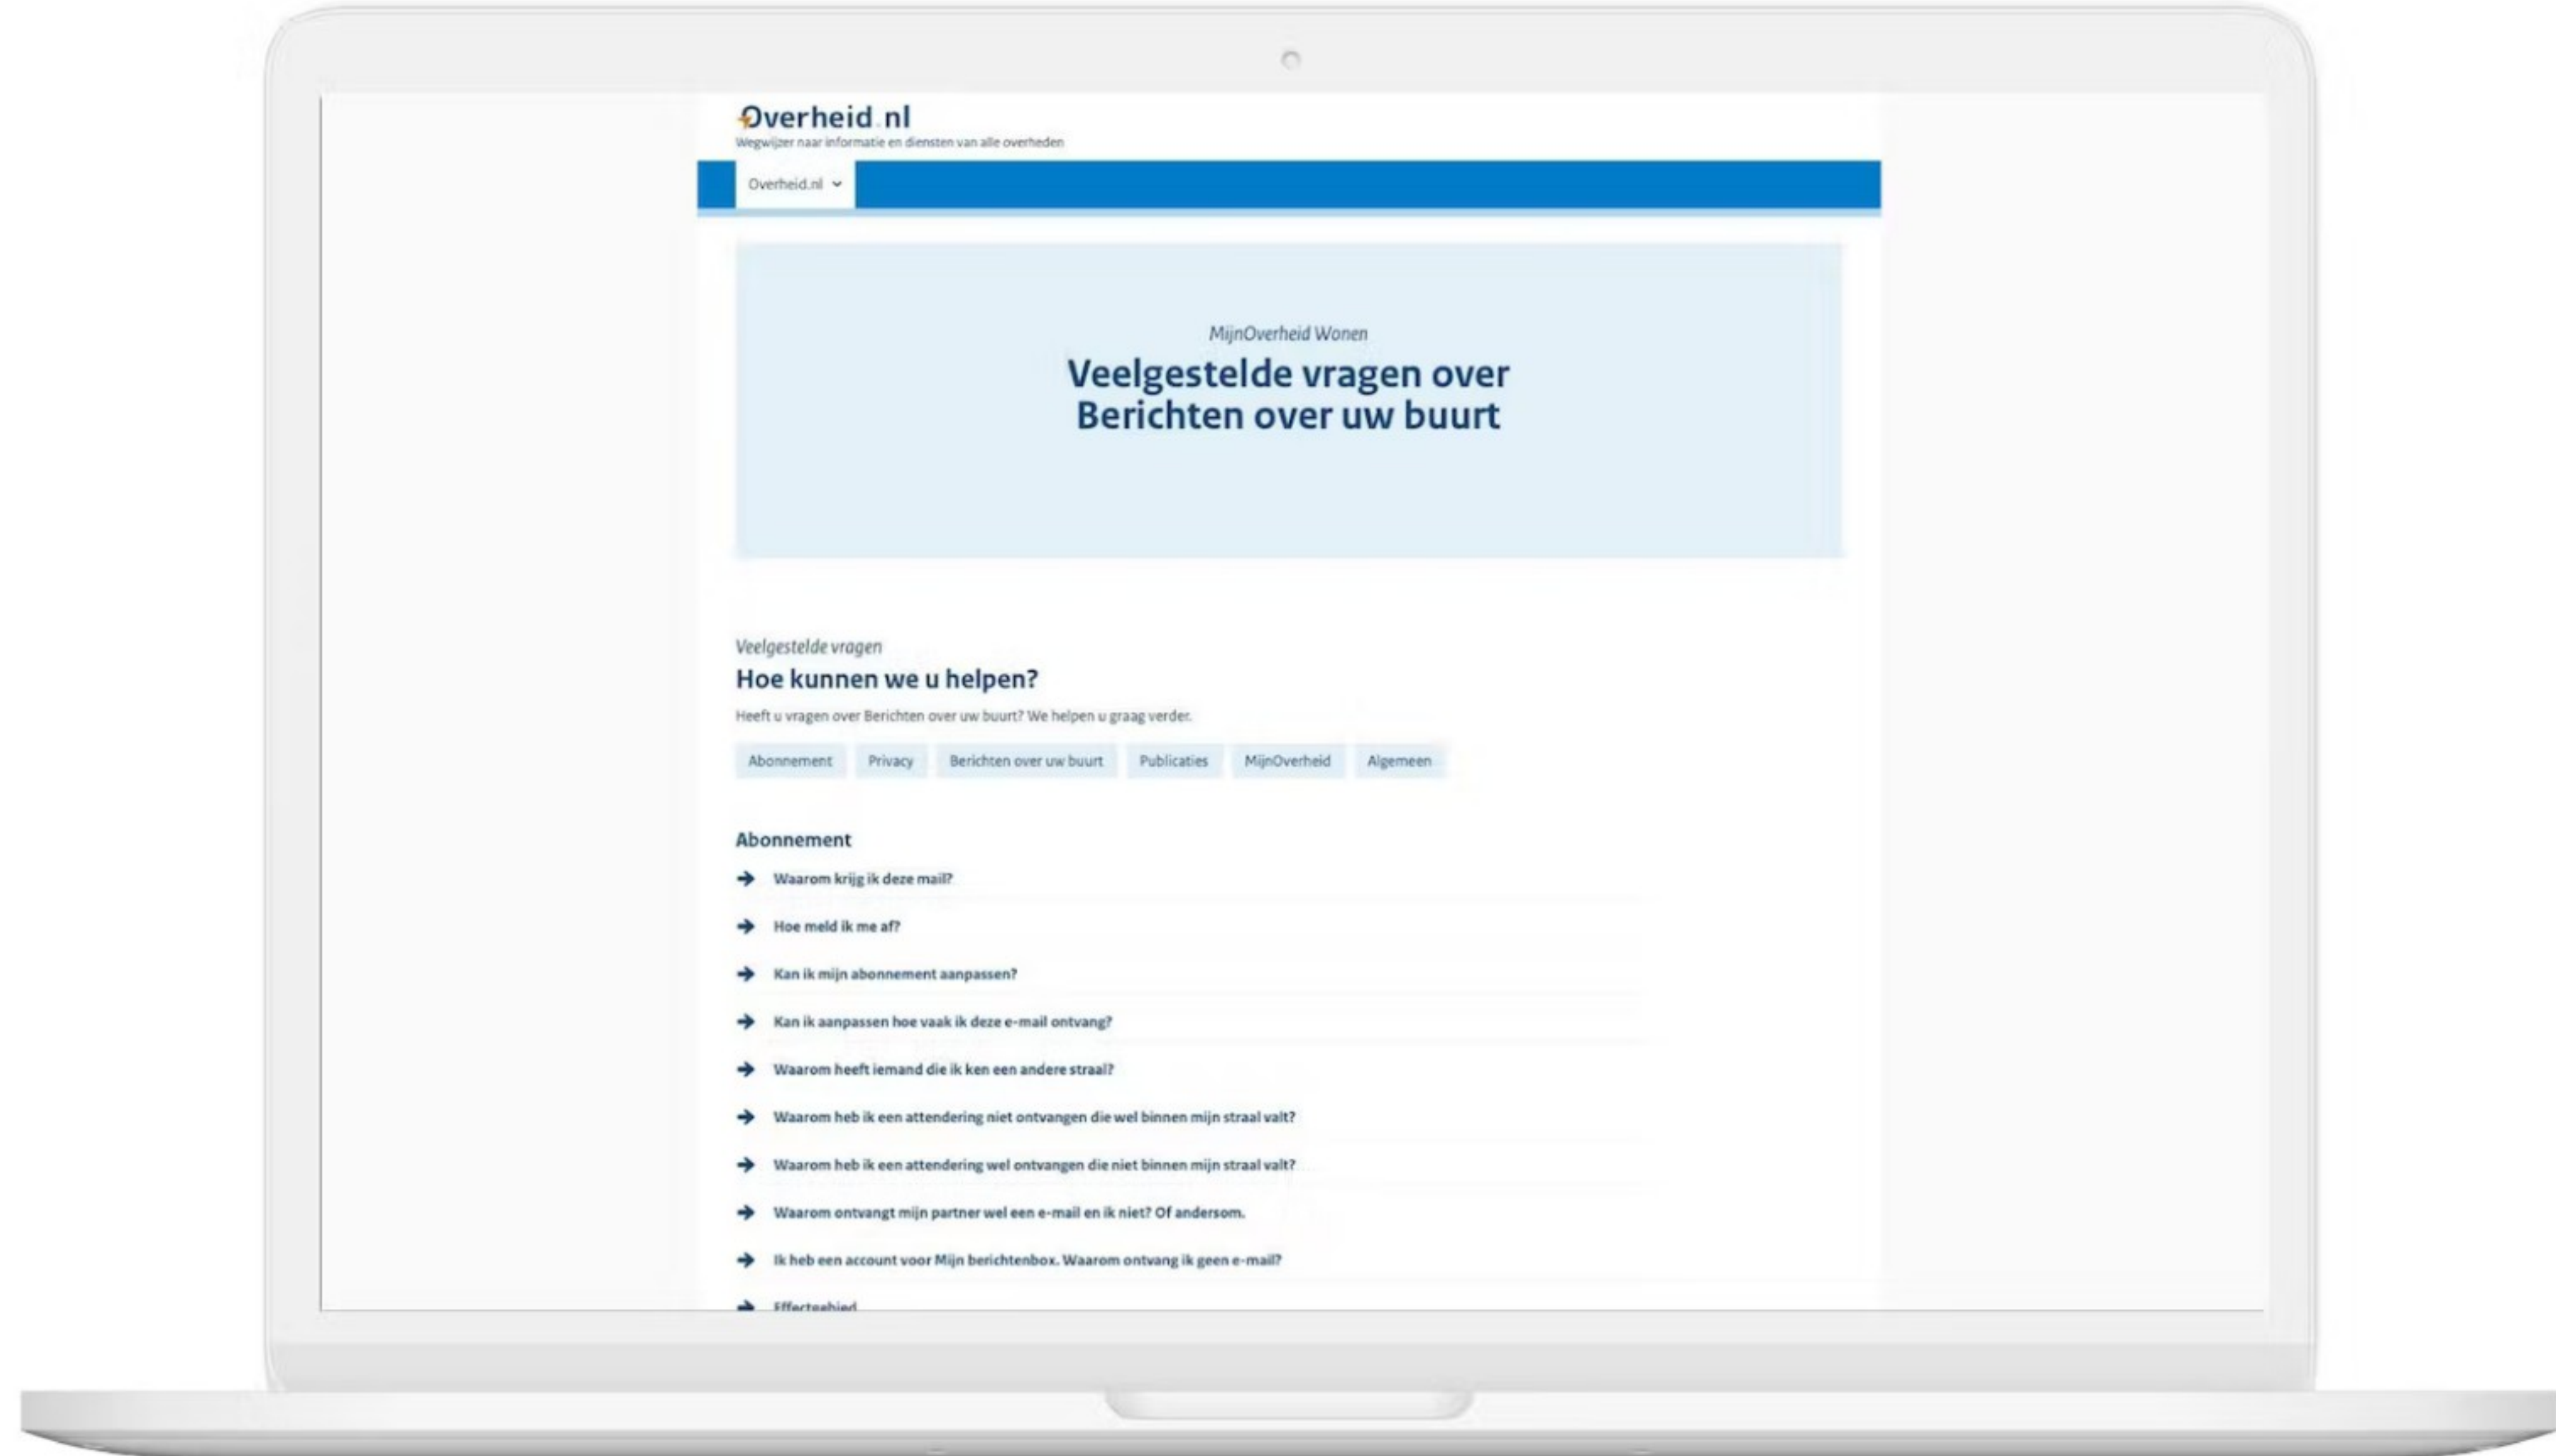 Overheid.nl
Wegwijzer naar informatie en diensten van alle overheden
Overheid.nl
MijnOverheid Wonen
Veelgestelde vragen over
Berichten over uw buurt
Veelgestelde vragen
Hoe kunnen we u helpen?
Heeft u vragen over Berichten over uw buurt? We helpen u graag verder.
Abonnement Privacy Berichten over uw buurt Publicaties MijnOverheid Algemeen
Abonnement
Waarom krijg ik deze mail?
Hoe meld ik me af?
Kan ik mijn abonnement aanpassen?
Kan ik aanpassen hoe vaak ik deze e-mail ontvang?
Waarom heeft iemand die ik ken een andere straal?
Waarom heb ik een attendering niet ontvangen die wel binnen mijn straal valt?
Waarom heb ik een attendering wel ontvangen die niet binnen mijn straal valt?
Waarom ontvangt mijn partner wel een e-mail en ik niet? Of andersom.
Ik heb een account voor Mijn berichtenbox. Waarom ontvang ik geen e-mail?
Effectgebied